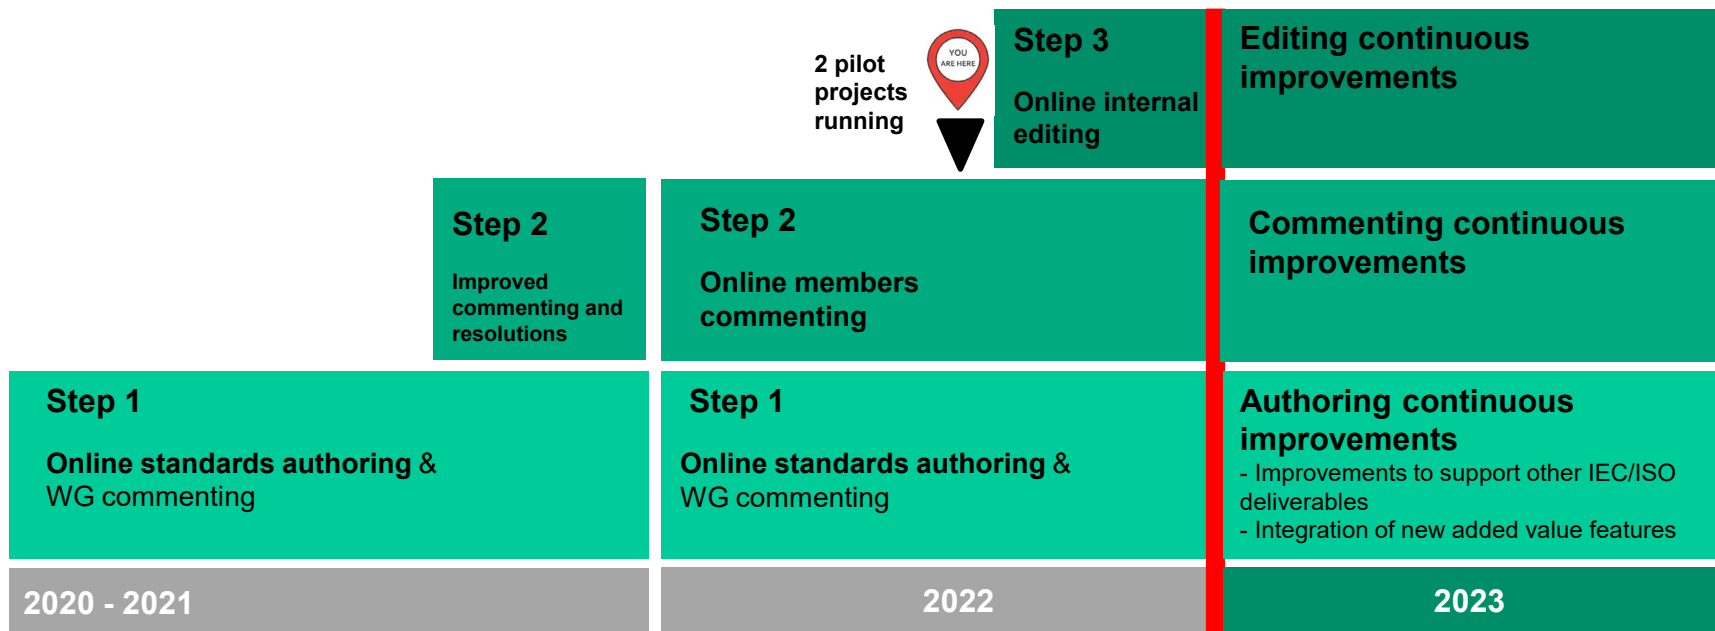 2 pilot
projects
running
YOU
ARE HERE
Step 3
Online internal
editing
Editing continuous
improvements
Step 2
Improved
commenting and
resolutions
Step 2
Online members
commenting
Commenting continuous
improvements
Step 1
Online standards authoring &
WG commenting
Step 1
Online standards authoring &
WG commenting
Authoring continuous
improvements
- Improvements to support other IEC/ISO
deliverables
- Integration of new added value features
2020 - 2021
2022
2023